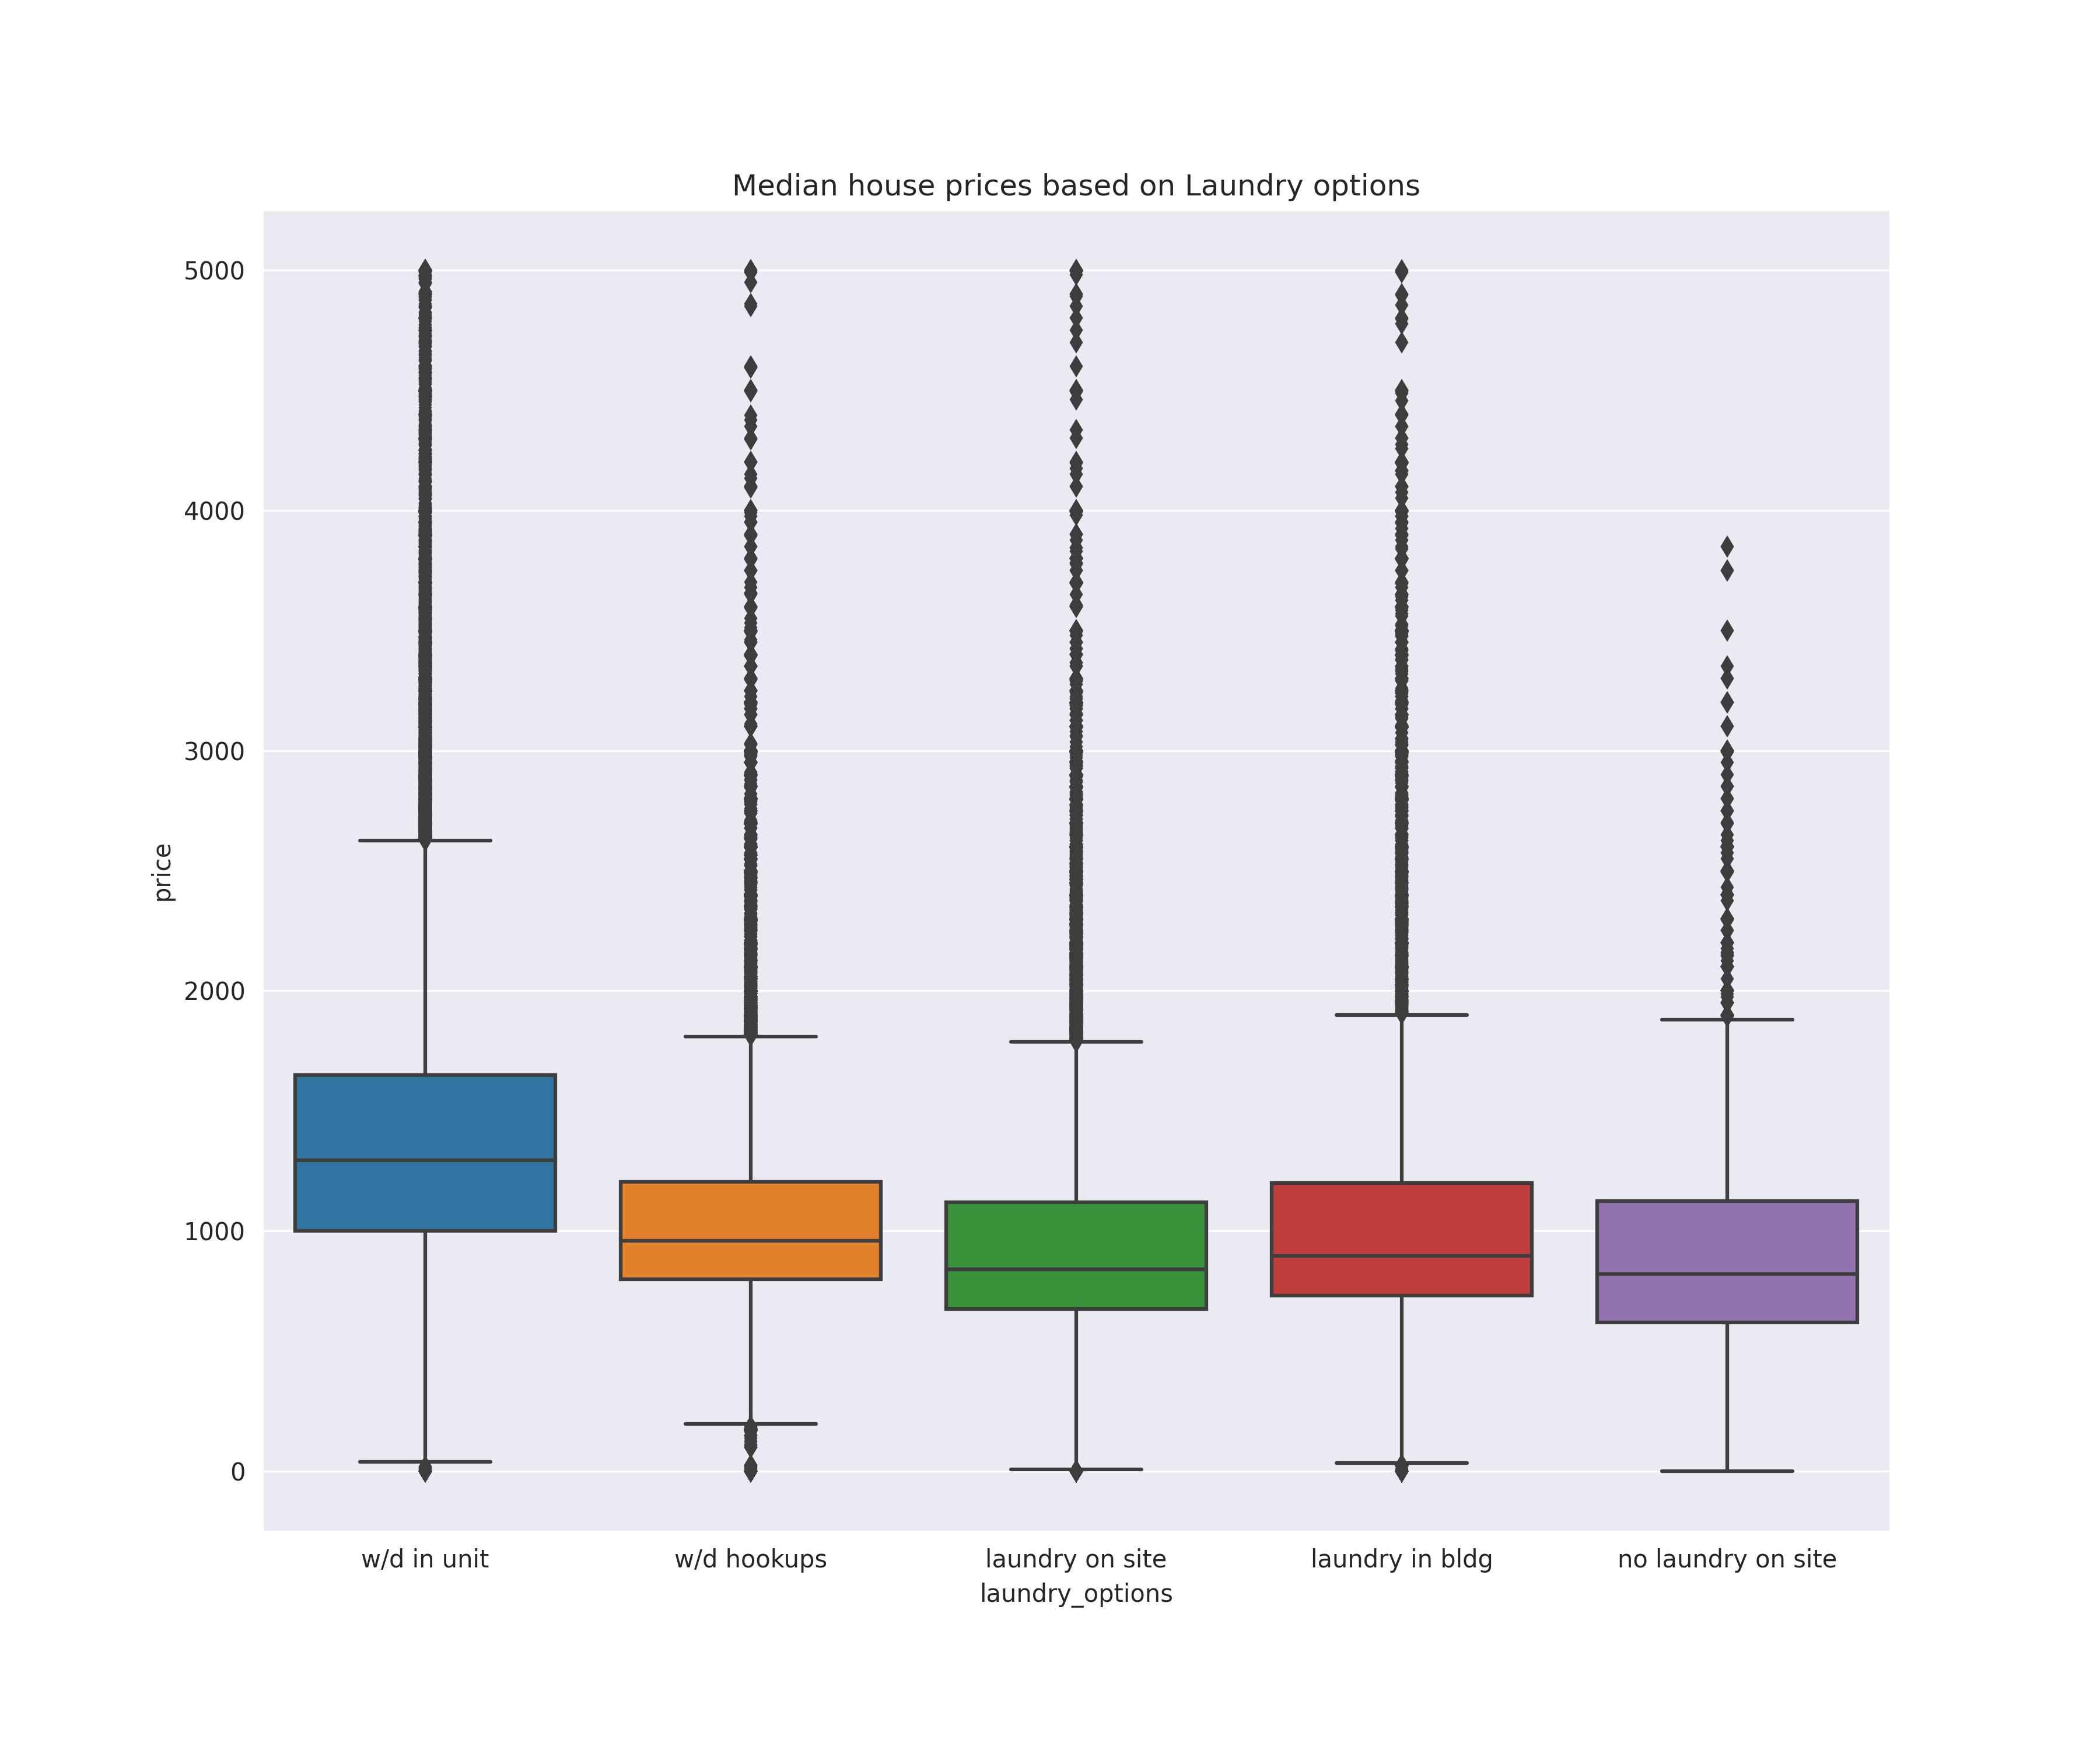 Median house prices based on Laundry options
5000
4000
3000
2000
1000
0
price
w/d in unit
w/d hookups
laundry on site
laundry in bldg
no laundry on site
laundry_options